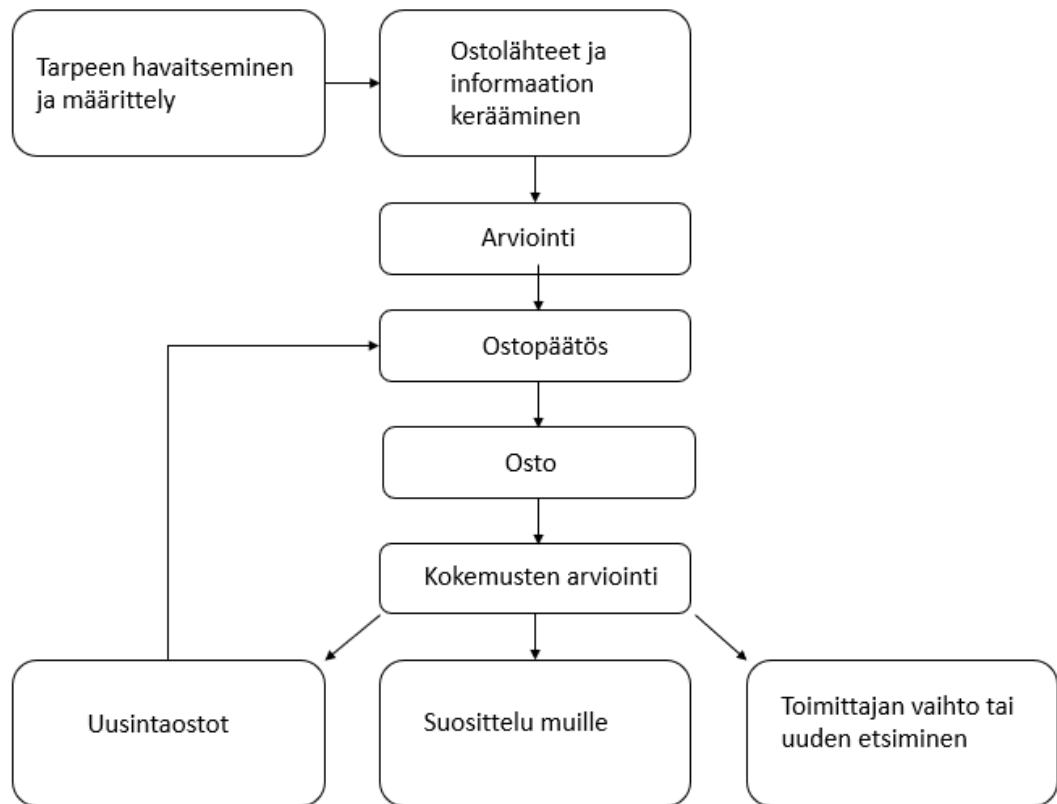 Tarpeen havaitseminen
ja määrittely
Ostolähteet ja
informaation
kerääminen
Arviointi
Ostopäätös
Osto
Kokemusten arviointi
Uusintaostot
Suosittelu muille
Toimittajan vaihto tai
uuden etsiminen